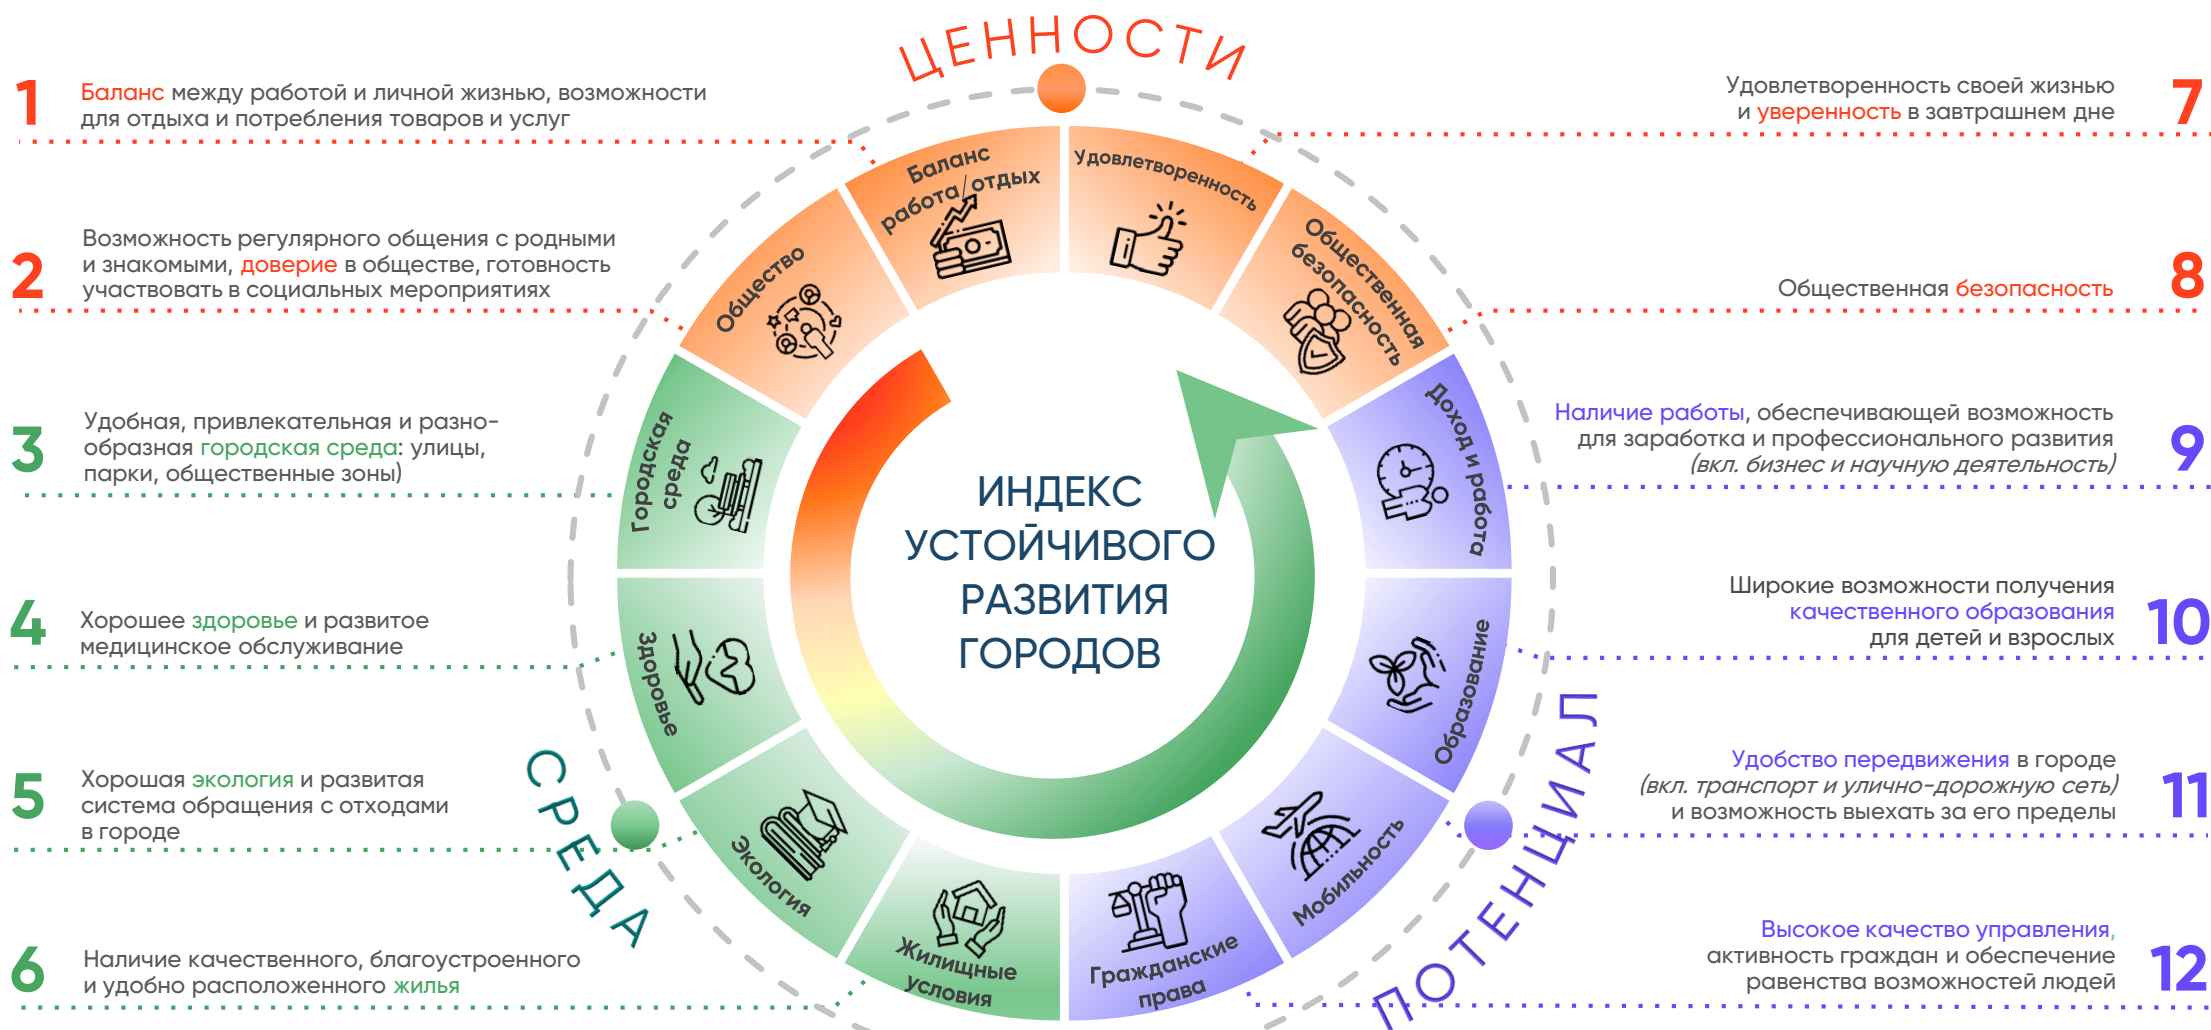 ЦЕННОСТИ
1
Баланс между работой и личной жизнью, возможности
для отдыха и потребления товаров и услуг
2
Возможность регулярного общения с родными
и знакомыми, доверие в обществе, готовность
участвовать в социальных мероприятиях
3
Удобная, привлекательная и разно-
образная городская среда: улицы,
парки, общественные зоны)
4
Хорошее здоровье и развитое
медицинское обслуживание
5
Хорошая экология и развитая
система обращения с отходами
в городе
6
Наличие качественного, благоустроенного
и удобно расположенного жилья
СРЕДА
Баланс
работа/отдых
Общество
Городская
среда
Здоровье
Экология
Жилищные
условия
Удовлетворенность
Общественная
безопасность
Доход и работа
Образование
Мобильность
Гражданские
права
ИНДЕКС
УСТОЙЧИВОГО
РАЗВИТИЯ
ГОРОДОВ
ПОТЕНЦИАЛ
Удовлетворенность своей жизнью
и уверенность в завтрашнем дне
7
Общественная безопасность
8
Наличие работы, обеспечивающей возможность
для заработка и профессионального развития
(вкл. бизнес и научную деятельность)
9
Широкие возможности получения
качественного образования
для детей и взрослых
10
Удобство передвижения в городе
(вкл. транспорт и улично-дорожную сеть)
и возможность выехать за его пределы
11
Высокое качество управления,
активность граждан и обеспечение
равенства возможностей людей
12